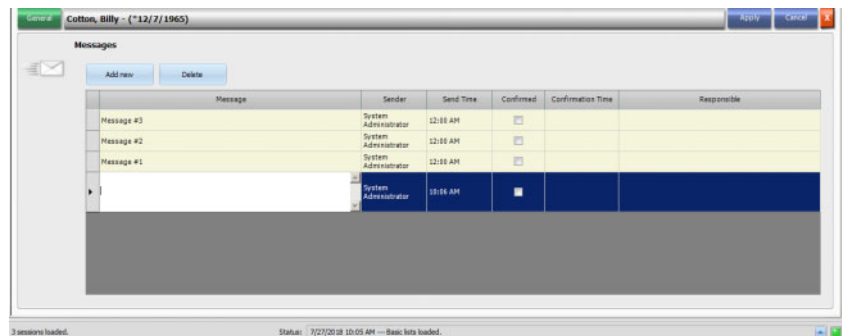 General Cotton, Billy - (*12/7/1965) Apply Cancel X
Messages
Add new Delete
Message Sender Send Time Confirmed Confirmation Time Responsible
Message #3 System Administrator 12:00 AM
Message #2 System Administrator 12:00 AM
Message #1 System Administrator 12:00 AM
System Administrator 10:06 AM
3 sessions loaded. Status: 7/27/2018 10:05 AM --- Basic lists loaded.